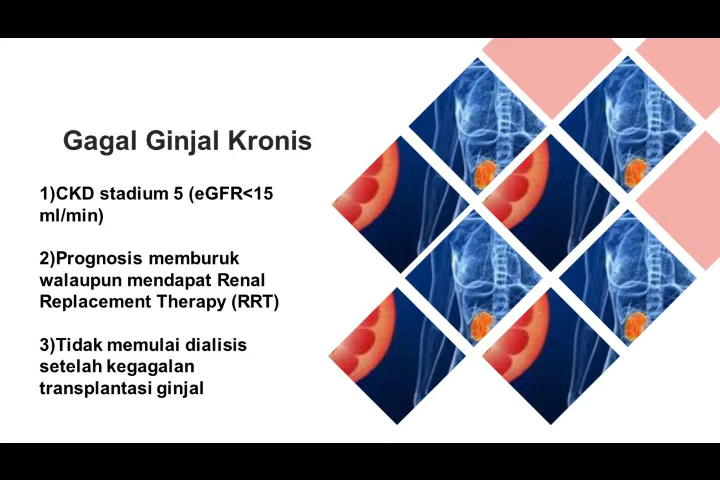 Gagal Ginjal Kronis
1)CKD stadium 5 (eGFR<15
ml/min)
2)Prognosis memburuk
walaupun mendapat Renal
Replacement Therapy (RRT)
3)Tidak memulai dialisis
setelah kegagalan
transplantasi ginjal